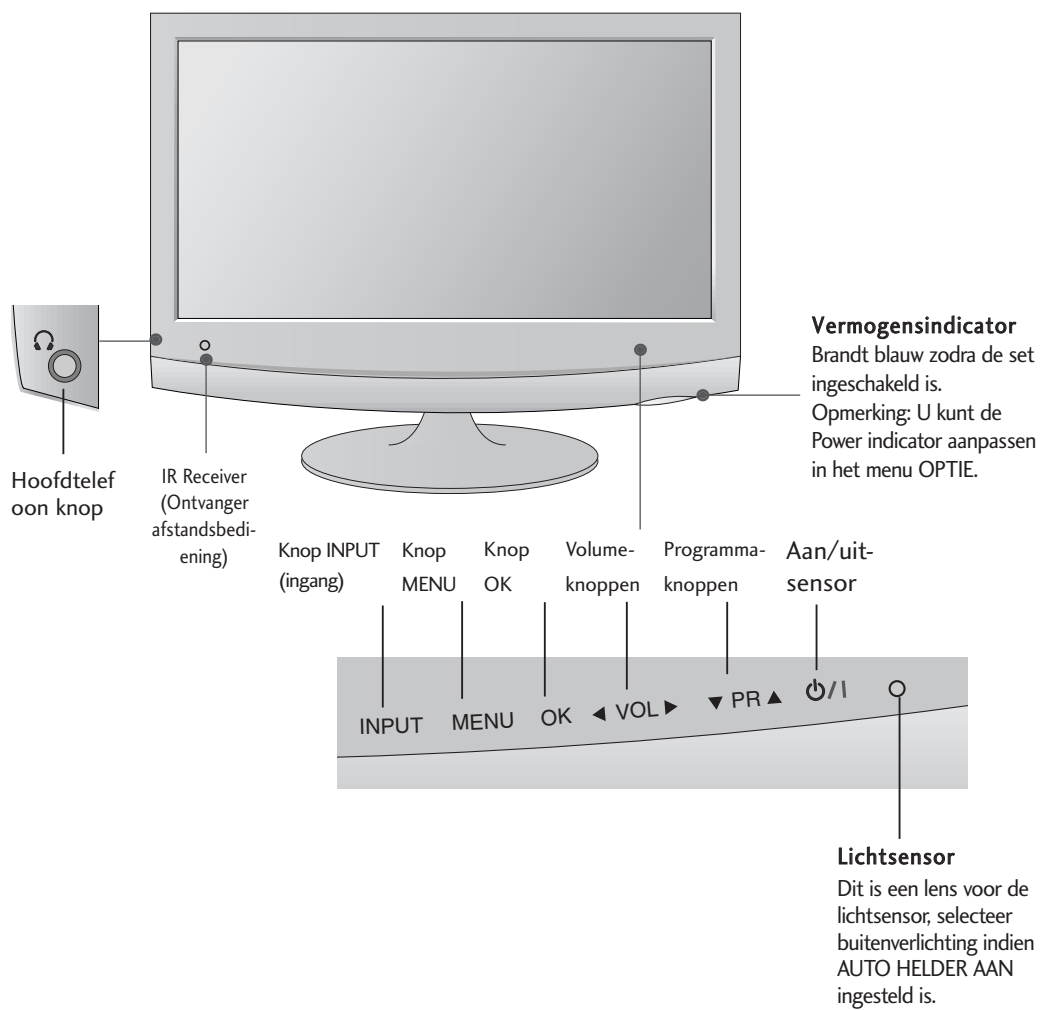 Vermogensindicator
Brandt blauw zodra de set
ingeschakeld is.
Opmerking: U kunt de
Power indicator aanpassen
in het menu OPTIE.
Hoofdtelef
oon knop
IR Receiver
(Ontvanger
afstandsbedi-
ening)
Knop INPUT
(ingang)
Knop
MENU
Knop
OK
Volume-
knoppen
Programma-
knoppen
Aan/uit-
sensor
INPUT MENU OK ◄ VOL ► ▼ PR ▲ ⏻/I
Lichtsensor
Dit is een lens voor de
lichtsensor, selecteer
buitenverlichting indien
AUTO HELDER AAN
ingesteld is.